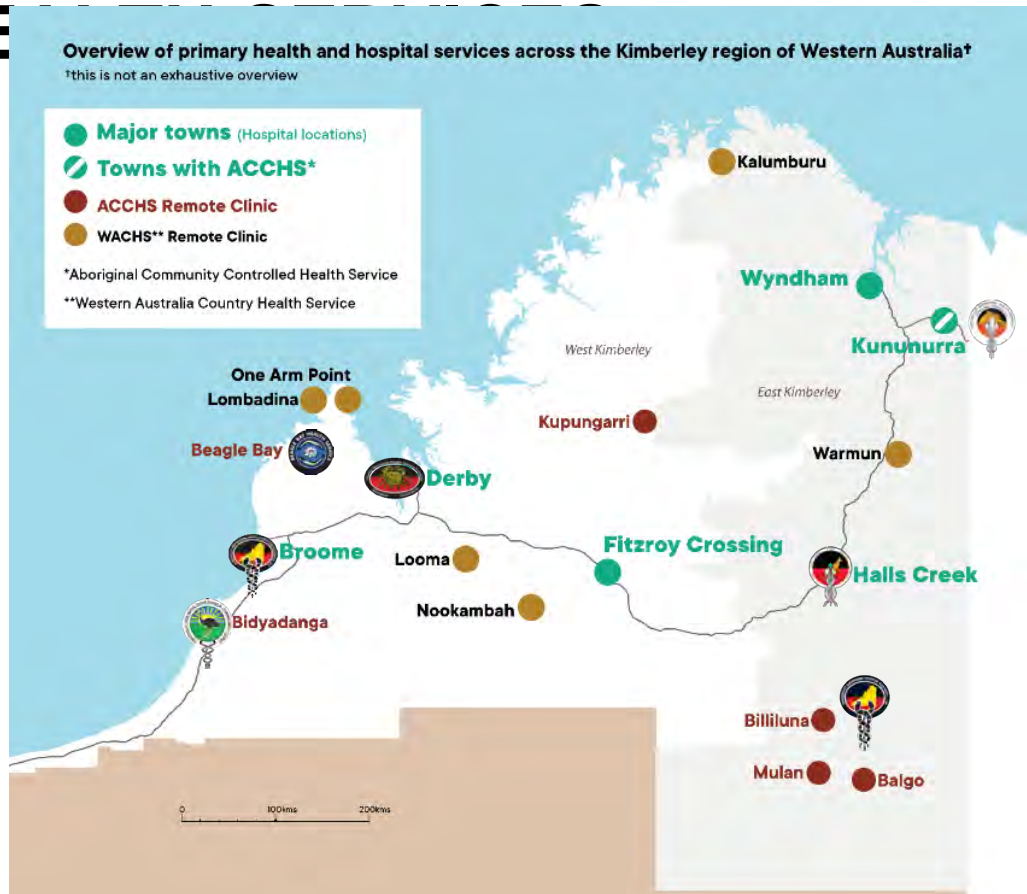 Overview of primary health and hospital services across the Kimberley region of Western Australia†
†this is not an exhaustive overview
Major towns (Hospital locations)
Towns with ACCHS*
ACCHS Remote Clinic
WACHS** Remote Clinic
*Aboriginal Community Controlled Health Service
**Western Australia Country Health Service
Kalumburu
Wyndham
Kununurra
West Kimberley
East Kimberley
One Arm Point
Lombadina
Kupungarri
Beagle Bay
Warmun
Derby
Fitzroy Crossing
Broome
Looma
Halls Creek
Nookambah
Bidyadanga
Billiluna
Mulan
Balgo
0 100kms 200kms